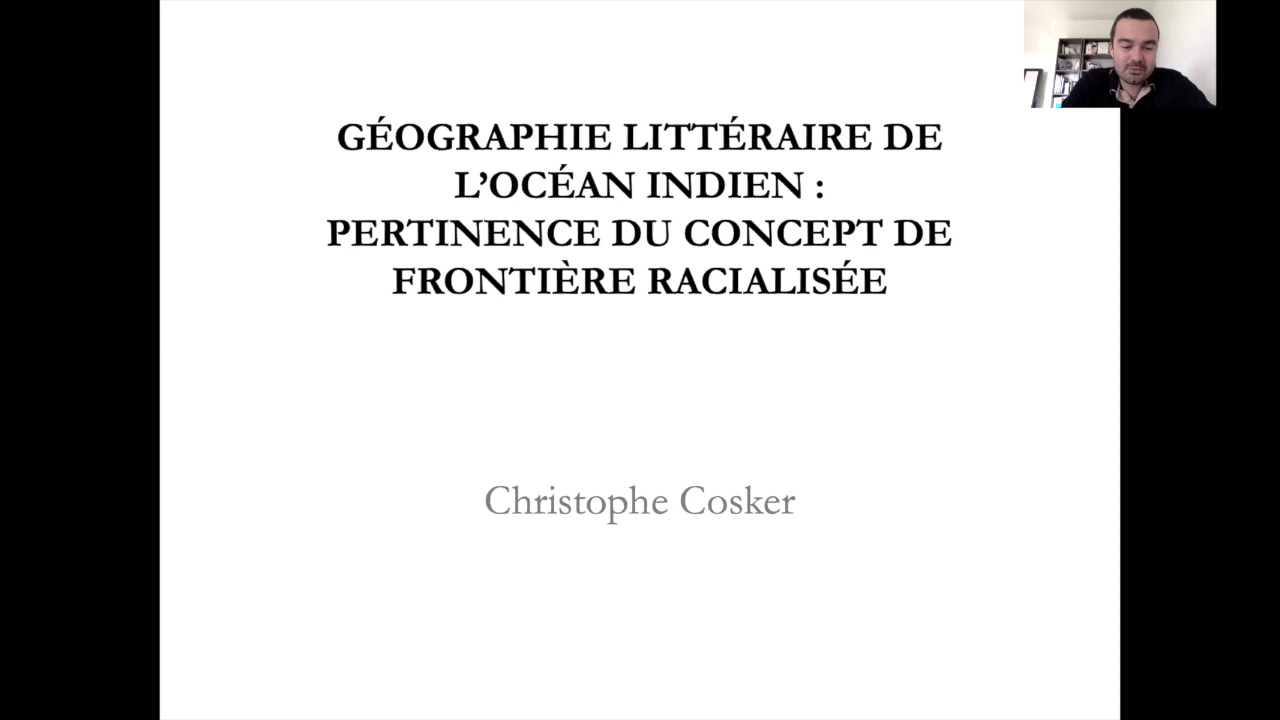 GÉOGRAPHIE LITTÉRAIRE DE
L’OCÉAN INDIEN :
PERTINENCE DU CONCEPT DE
FRONTIÈRE RACIALISÉE
Christophe Cosker